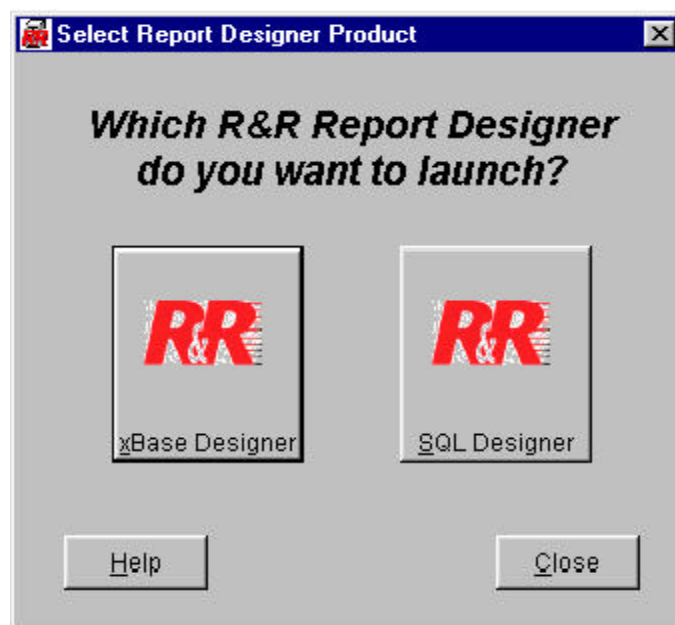 Select Report Designer Product
Which R&R Report Designer
do you want to launch?
R&R R&R
xBase Designer SQL Designer
Help Close